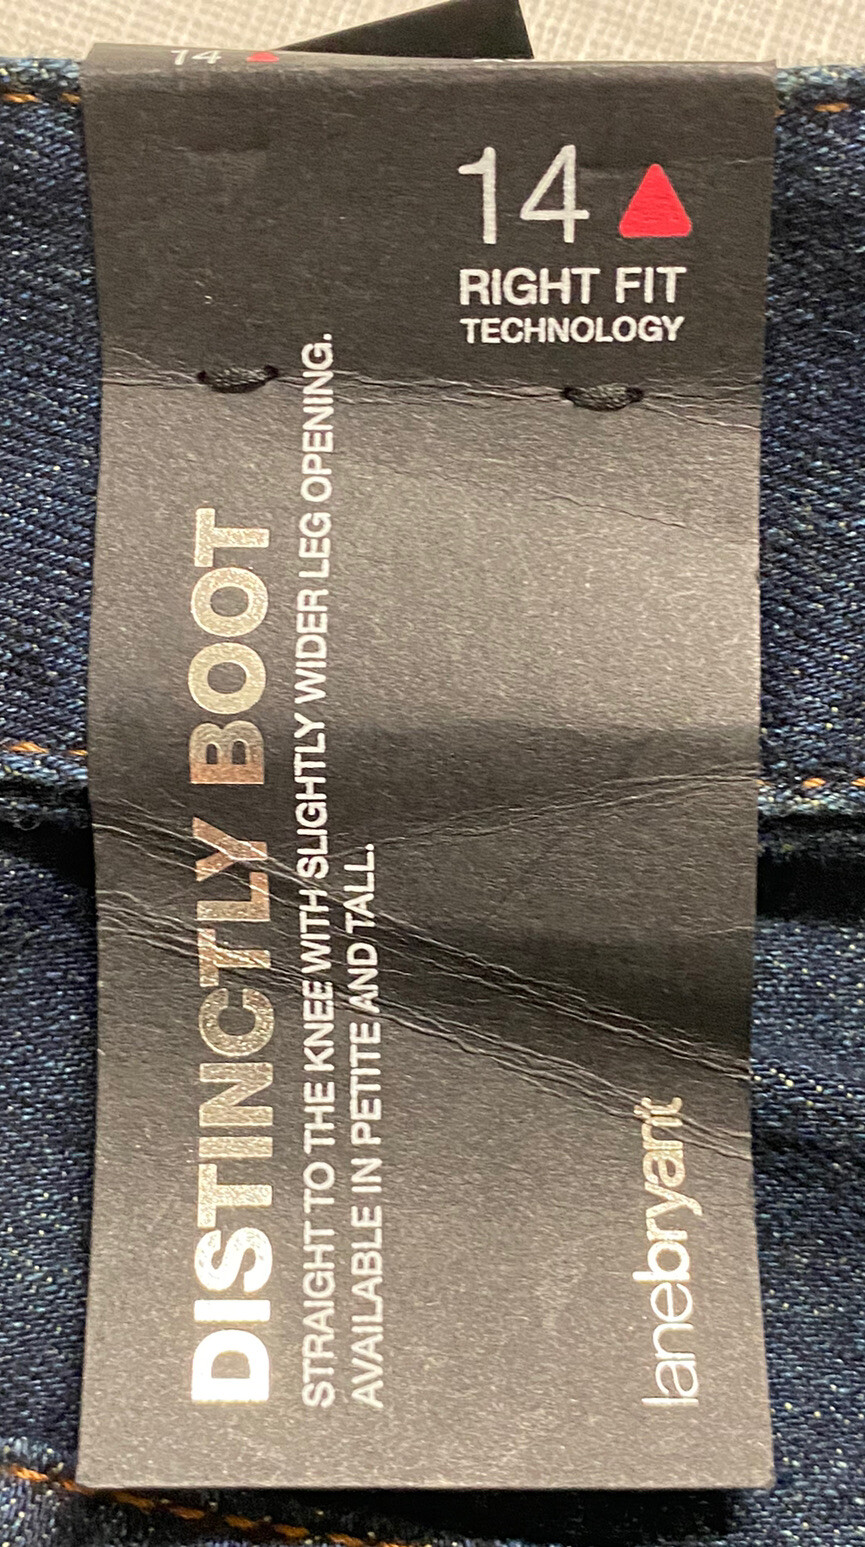 14
14
RIGHT FIT
TECHNOLOGY
DISTINCTLY BOOT
STRAIGHT TO THE KNEE WITH SLIGHTLY WIDER LEG OPENING.
AVAILABLE IN PETITE AND TALL.
lanebryant